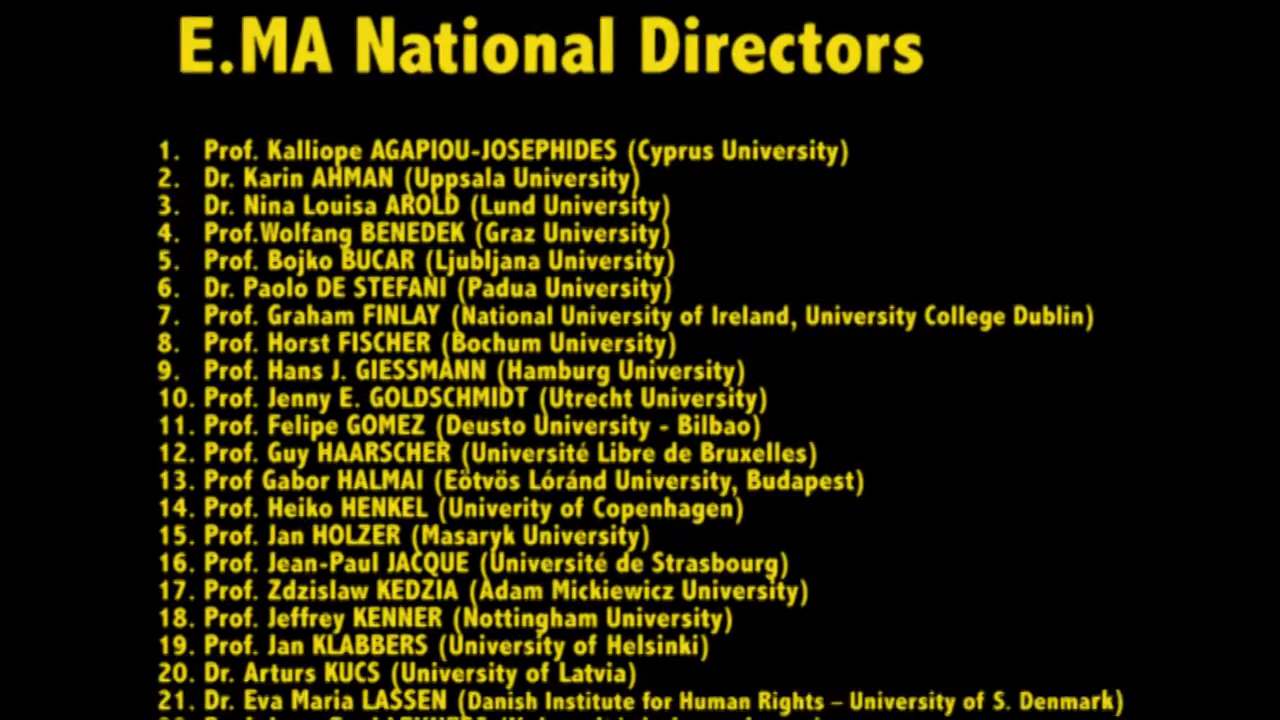 E.MA National Directors
1. Prof. Kalliope AGAPIOU-JOSEPHIDES (Cyprus University)
2. Dr. Karin AHMAN (Uppsala University)
3. Dr. Nina Louisa AROLD (Lund University)
4. Prof.Wolfang BENEDEK (Graz University)
5. Prof. Bojko BUCAR (Ljubljana University)
6. Dr. Paolo DE STEFANI (Padua University)
7. Prof. Graham FINLAY (National University of Ireland, University College Dublin)
8. Prof. Horst FISCHER (Bochum University)
9. Prof. Hans J. GIESSMANN (Hamburg University)
10. Prof. Jenny E. GOLDSCHMIDT (Utrecht University)
11. Prof. Felipe GOMEZ (Deusto University - Bilbao)
12. Prof. Guy HAARSCHER (Université Libre de Bruxelles)
13. Prof Gabor HALMAI (Eötvös Lóránd University, Budapest)
14. Prof. Heiko HENKEL (Univerity of Copenhagen)
15. Prof. Jan HOLZER (Masaryk University)
16. Prof. Jean-Paul JACQUE (Université de Strasbourg)
17. Prof. Zdzislaw KEDZIA (Adam Mickiewicz University)
18. Prof. Jeffrey KENNER (Nottingham University)
19. Prof. Jan KLABBERS (University of Helsinki)
20. Dr. Arturs KUCS (University of Latvia)
21. Dr. Eva Maria LASSEN (Danish Institute for Human Rights – University of S. Denmark)